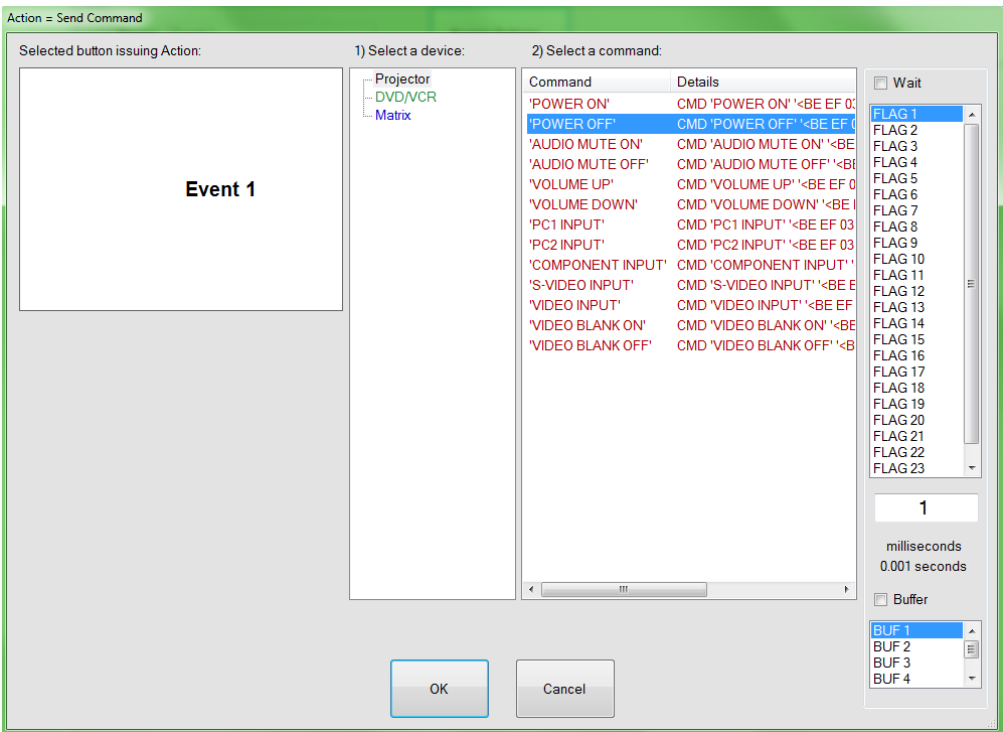 Action = Send Command
Selected button issuing Action:
1) Select a device:
2) Select a command:
Event 1
Projector
DVD/VCR
Matrix
Command Details
'POWER ON' CMD 'POWER ON' '<BE EF 03
'POWER OFF' CMD 'POWER OFF' '<BE EF 0
'AUDIO MUTE ON' CMD 'AUDIO MUTE ON' '<BE
'AUDIO MUTE OFF' CMD 'AUDIO MUTE OFF' '<BE
'VOLUME UP' CMD 'VOLUME UP' '<BE EF 0
'VOLUME DOWN' CMD 'VOLUME DOWN' '<BE
'PC1 INPUT' CMD 'PC1 INPUT' '<BE EF 03
'PC2 INPUT' CMD 'PC2 INPUT' '<BE EF 03
'COMPONENT INPUT' CMD 'COMPONENT INPUT' '
'S-VIDEO INPUT' CMD 'S-VIDEO INPUT' '<BE E
'VIDEO INPUT' CMD 'VIDEO INPUT' '<BE EF
'VIDEO BLANK ON' CMD 'VIDEO BLANK ON' '<BE
'VIDEO BLANK OFF' CMD 'VIDEO BLANK OFF' '<B
Wait
FLAG 1
FLAG 2
FLAG 3
FLAG 4
FLAG 5
FLAG 6
FLAG 7
FLAG 8
FLAG 9
FLAG 10
FLAG 11
FLAG 12
FLAG 13
FLAG 14
FLAG 15
FLAG 16
FLAG 17
FLAG 18
FLAG 19
FLAG 20
FLAG 21
FLAG 22
FLAG 23
1
milliseconds
0.001 seconds
Buffer
BUF 1
BUF 2
BUF 3
BUF 4
OK
Cancel